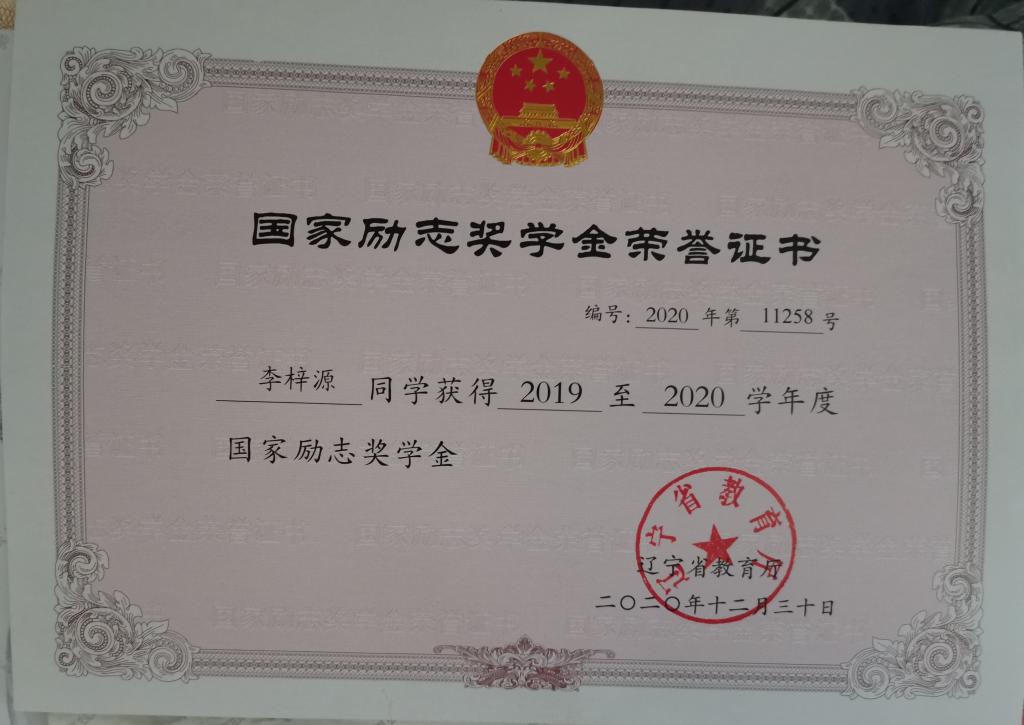 国家励志奖学金荣誉证书
编号: 2020 年第 11258 号
李梓源 同学获得 2019 至 2020 学年度
国家励志奖学金
辽宁省教育厅
辽宁省教育厅
二〇二〇年十二月三十日